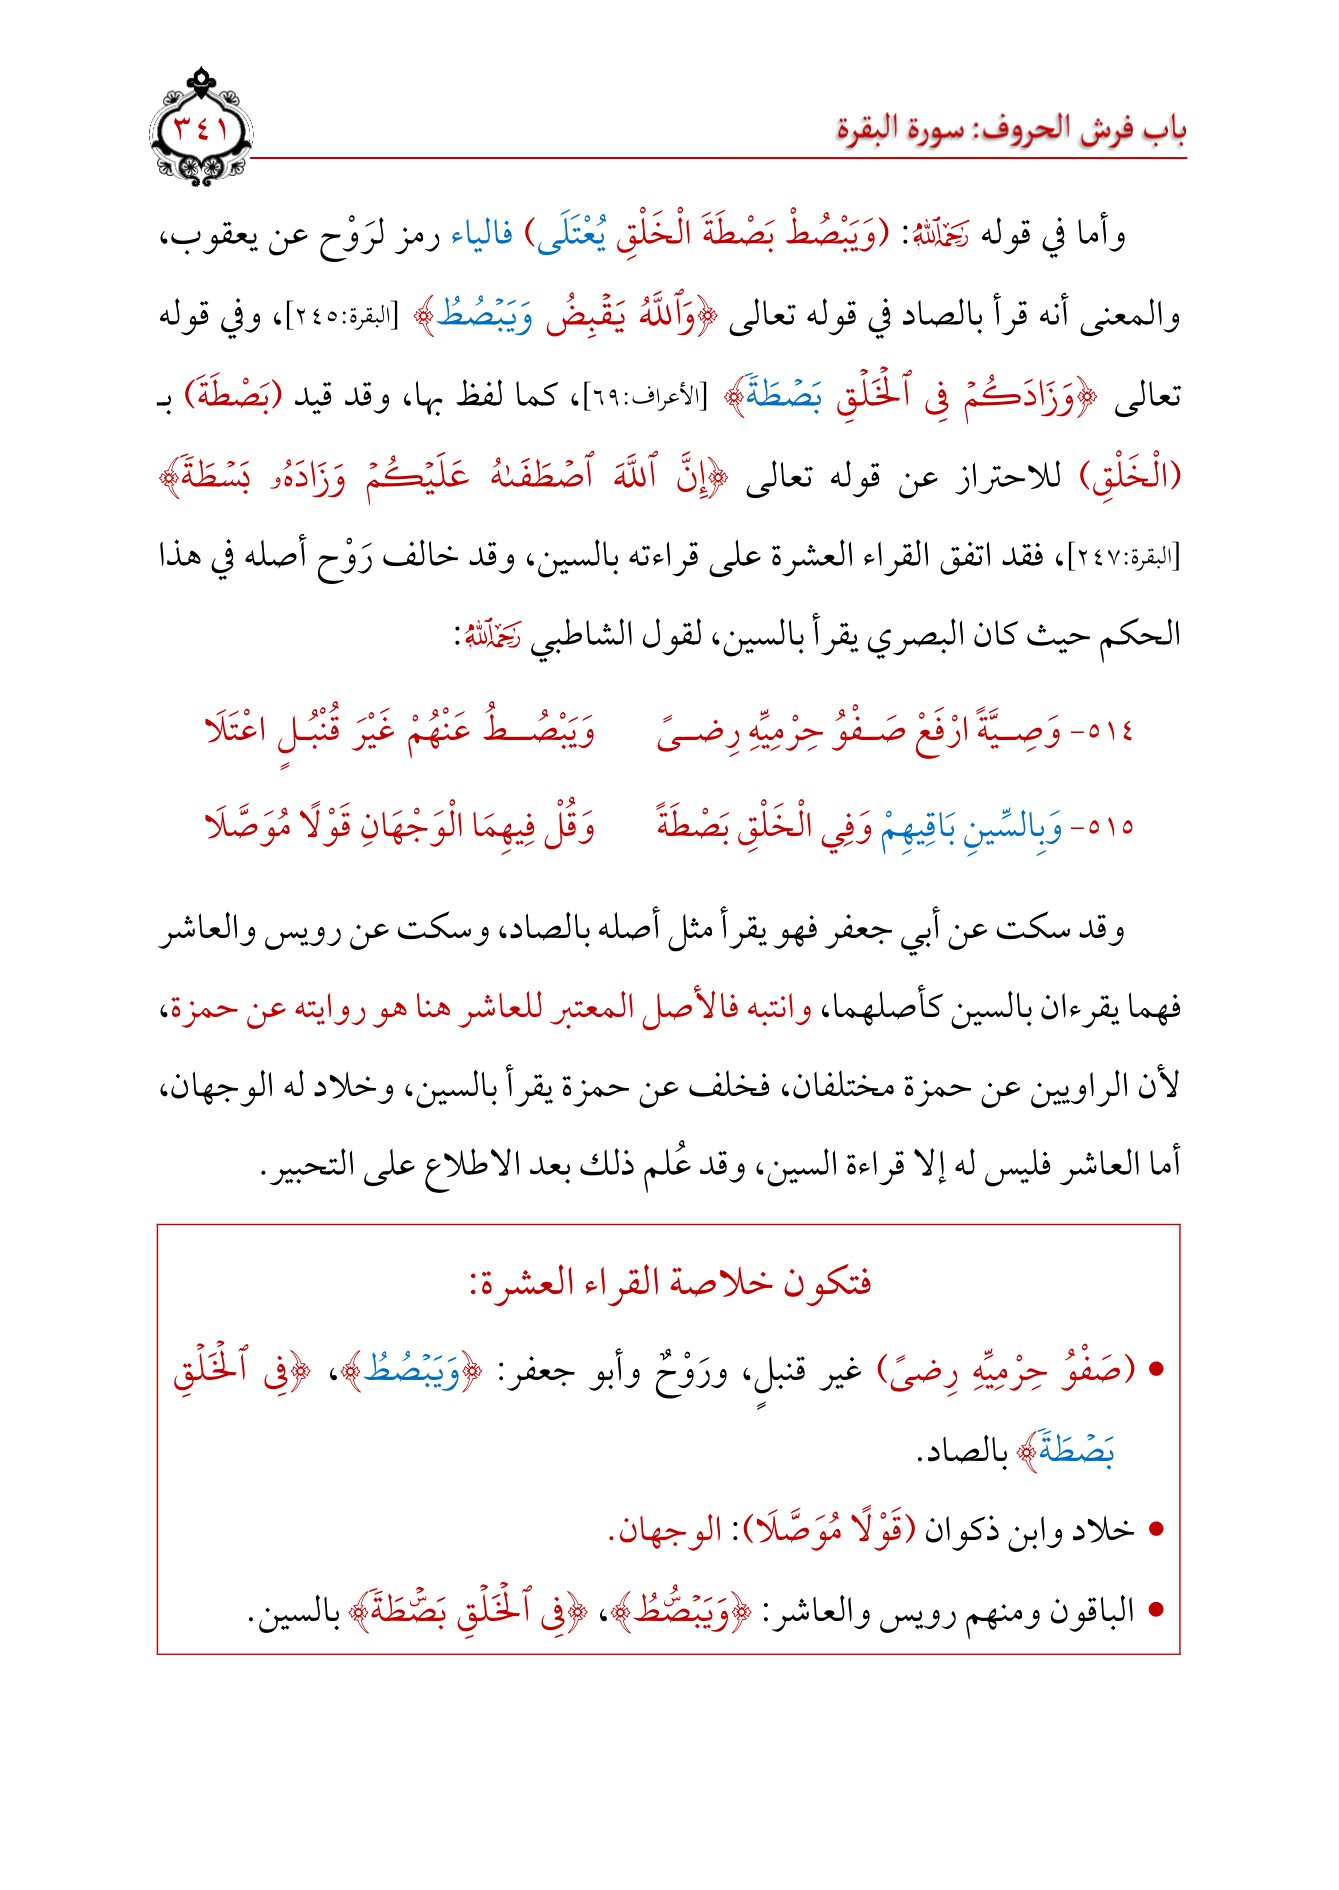 باب فرش الحروف: سورة البقرة
٣٤١
وأما في قوله رَحِمَهُ ٱللَّهُ: (وَيَبْصُطْ بَصْطَةَ الْخَلْقِ يُعْتَلَى) فالياء رمز لرَوْح عن يعقوب،
والمعنى أنه قرأ بالصاد في قوله تعالى ﴿وَٱللَّهُ يَقۡبِضُ وَيَبۡصُطُ﴾ [البقرة:٢٤٥]، وفي قوله
تعالى ﴿وَزَادَكُمۡ فِى ٱلۡخَلۡقِ بَصۡطَةٗ﴾ [الأعراف:٦٩]، كما لفظ بها، وقد قيد (بَصْطَةَ) بـ
(الْخَلْقِ) للاحتراز عن قوله تعالى ﴿إِنَّ ٱللَّهَ ٱصۡطَفَىٰهُ عَلَيۡكُمۡ وَزَادَهُۥ بَسۡطَةٗ﴾
[البقرة:٢٤٧]، فقد اتفق القراء العشرة على قراءته بالسين، وقد خالف رَوْح أصله في هذا
الحكم حيث كان البصري يقرأ بالسين، لقول الشاطبي رَحِمَهُ ٱللَّهُ:
٥١٤- وَصِـيَّةً ارْفَعْ صَـفْوُ حِرْمِيِّهِ رِضـىً وَيَبْصُـطُ عَنْهُمْ غَيْرَ قُنْبُـلٍ اعْتَلَا
٥١٥- وَبِالسِّينِ بَاقِيهِمْ وَفِي الْخَلْقِ بَصْطَةً وَقُلْ فِيهِمَا الْوَجْهَانِ قَوْلًا مُوَصَّلَا
وقد سكت عن أبي جعفر فهو يقرأ مثل أصله بالصاد، وسكت عن رويس والعاشر
فهما يقرءان بالسين كأصلهما، وانتبه فالأصل المعتبر للعاشر هنا هو روايته عن حمزة،
لأن الراويين عن حمزة مختلفان، فخلف عن حمزة يقرأ بالسين، وخلاد له الوجهان،
أما العاشر فليس له إلا قراءة السين، وقد عُلم ذلك بعد الاطلاع على التحبير.
فتكون خلاصة القراء العشرة:
• (صَفْوُ حِرْمِيِّهِ رِضىً) غير قنبلٍ، ورَوْحٌ وأبو جعفر: ﴿وَيَبۡصُطُ﴾، ﴿فِى ٱلۡخَلۡقِ
بَصۡطَةٗ﴾ بالصاد.
• خلاد وابن ذكوان (قَوْلًا مُوَصَّلَا): الوجهان.
• الباقون ومنهم رويس والعاشر: ﴿وَيَبۡصُۜطُ﴾، ﴿فِى ٱلۡخَلۡقِ بَصۜۡطَةٗ﴾ بالسين.